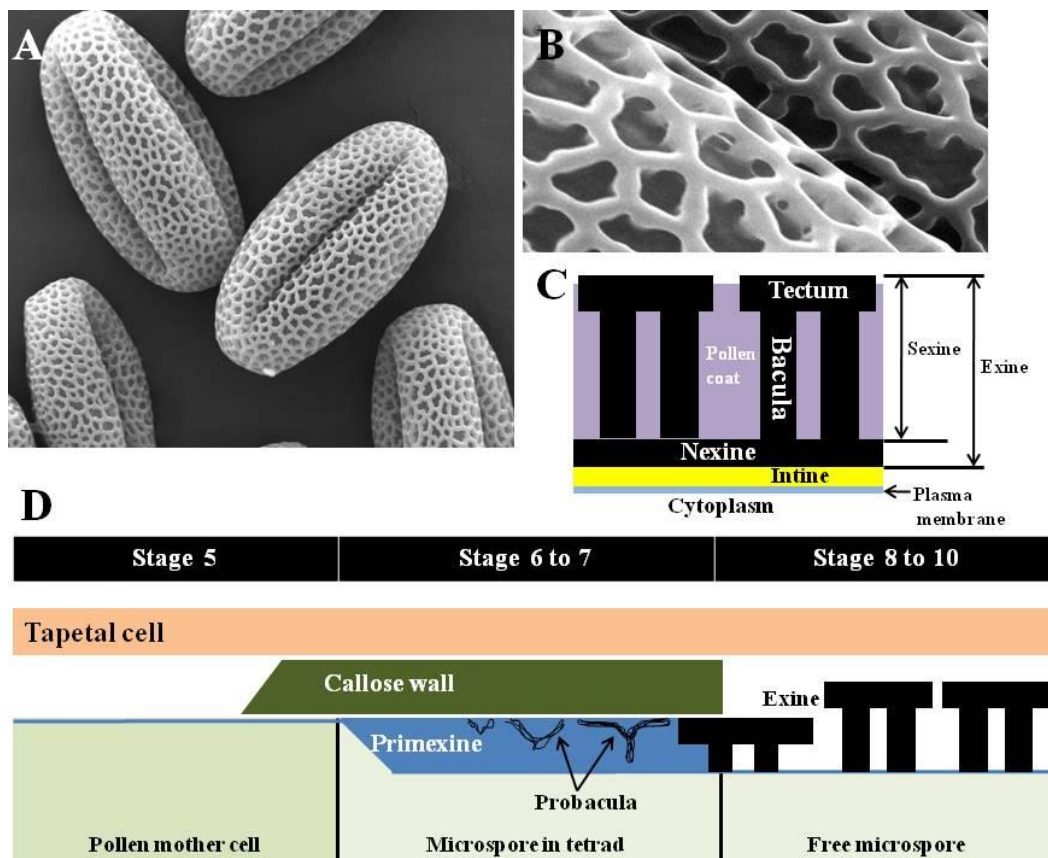 A
B
C
Tectum
Bacula
Pollen
coat
Sexine
Exine
Nexine
Intine
Cytoplasm
Plasma
membrane
D
Stage 5
Stage 6 to 7
Stage 8 to 10
Tapetal cell
Callose wall
Exine
Primexine
Probacula
Pollen mother cell
Microspore in tetrad
Free microspore